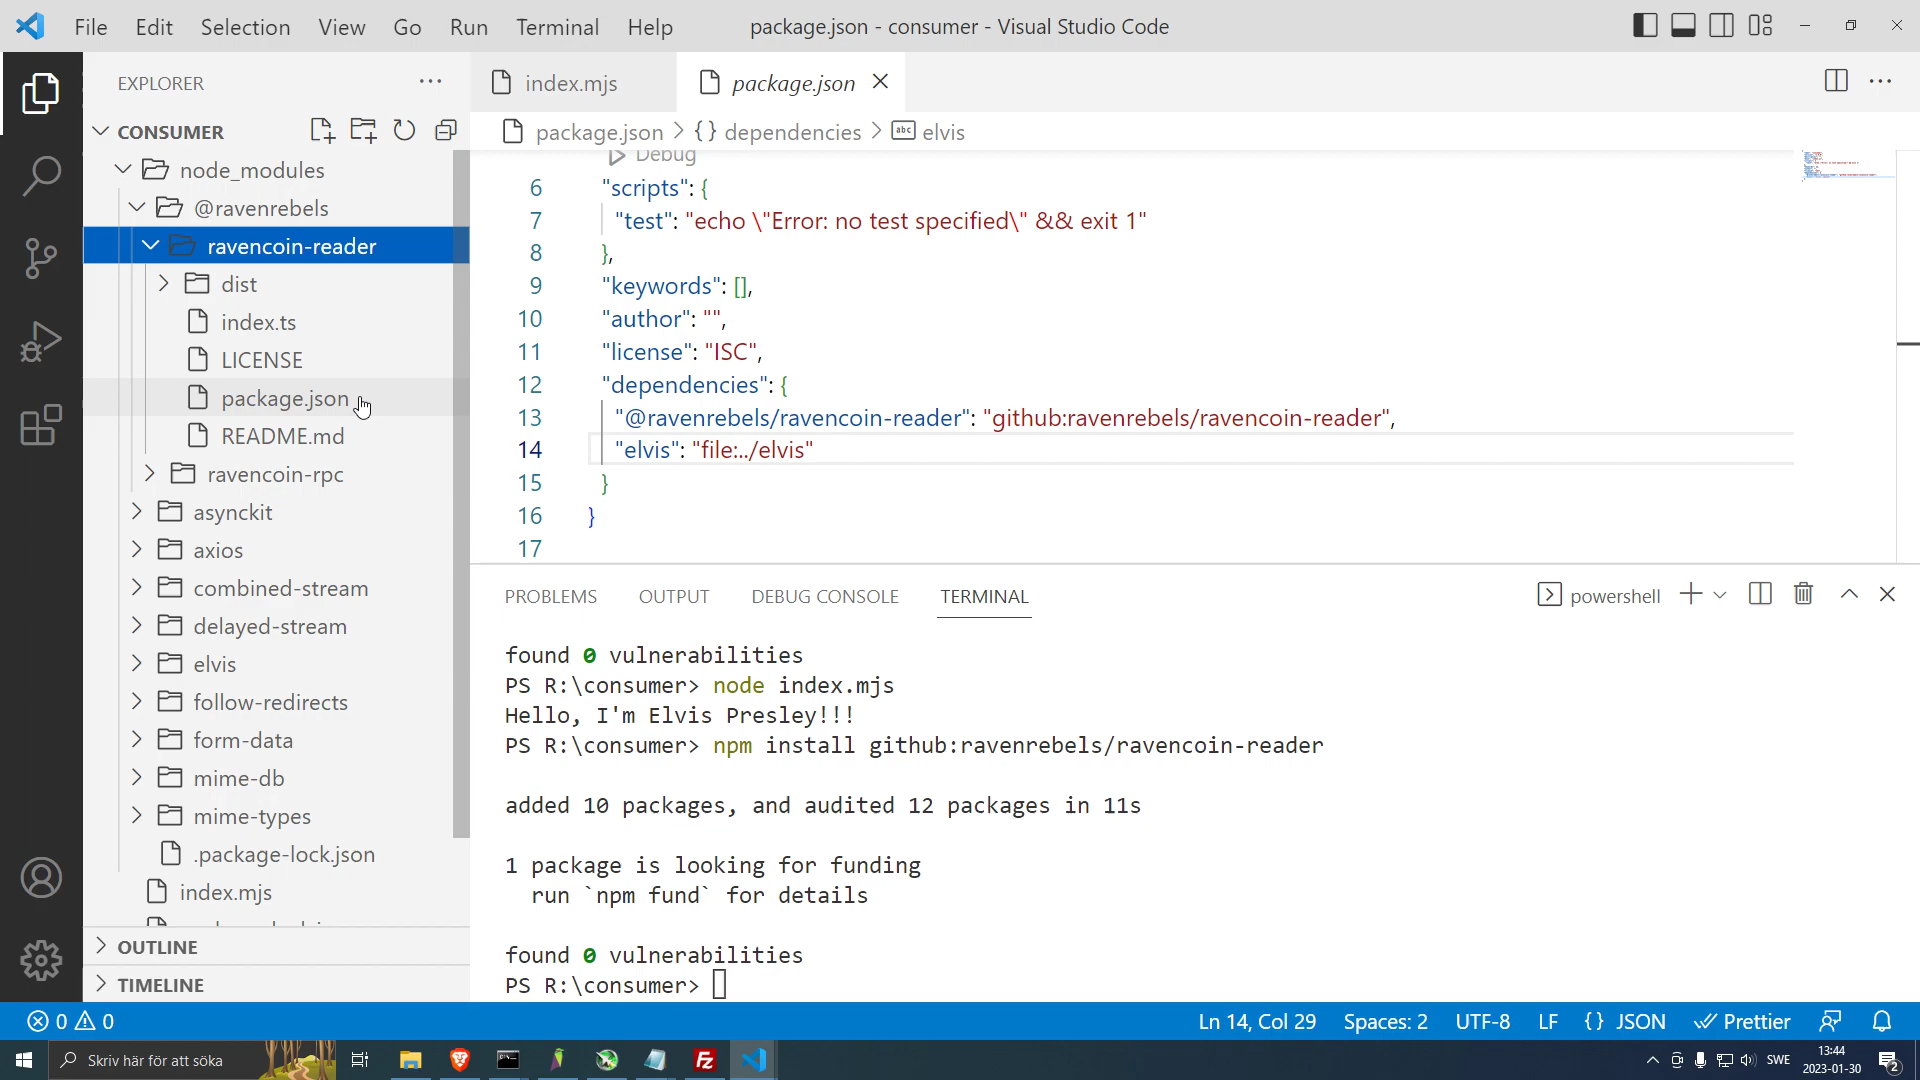 File Edit Selection View Go Run Terminal Help
package.json - consumer - Visual Studio Code
EXPLORER
CONSUMER
node_modules
@ravenrebels
ravencoin-reader
dist
index.ts
LICENSE
package.json
README.md
ravencoin-rpc
asynckit
axios
combined-stream
delayed-stream
elvis
follow-redirects
form-data
mime-db
mime-types
.package-lock.json
index.mjs
OUTLINE
TIMELINE
index.mjs
package.json
package.json > {} dependencies > abc elvis
Debug
6 "scripts": {
7 "test": "echo \"Error: no test specified\" && exit 1"
8 },
9 "keywords": [],
10 "author": "",
11 "license": "ISC",
12 "dependencies": {
13 "@ravenrebels/ravencoin-reader": "github:ravenrebels/ravencoin-reader",
14 "elvis": "file:../elvis"
15 }
16 }
17
PROBLEMS OUTPUT DEBUG CONSOLE TERMINAL
powershell
found 0 vulnerabilities
PS R:\consumer> node index.mjs
Hello, I'm Elvis Presley!!!
PS R:\consumer> npm install github:ravenrebels/ravencoin-reader
added 10 packages, and audited 12 packages in 11s
1 package is looking for funding
run `npm fund` for details
found 0 vulnerabilities
PS R:\consumer>
0 0
Ln 14, Col 29 Spaces: 2 UTF-8 LF {} JSON Prettier
Skriv här för att söka
Fz
SWE
13:44
2023-01-30
2